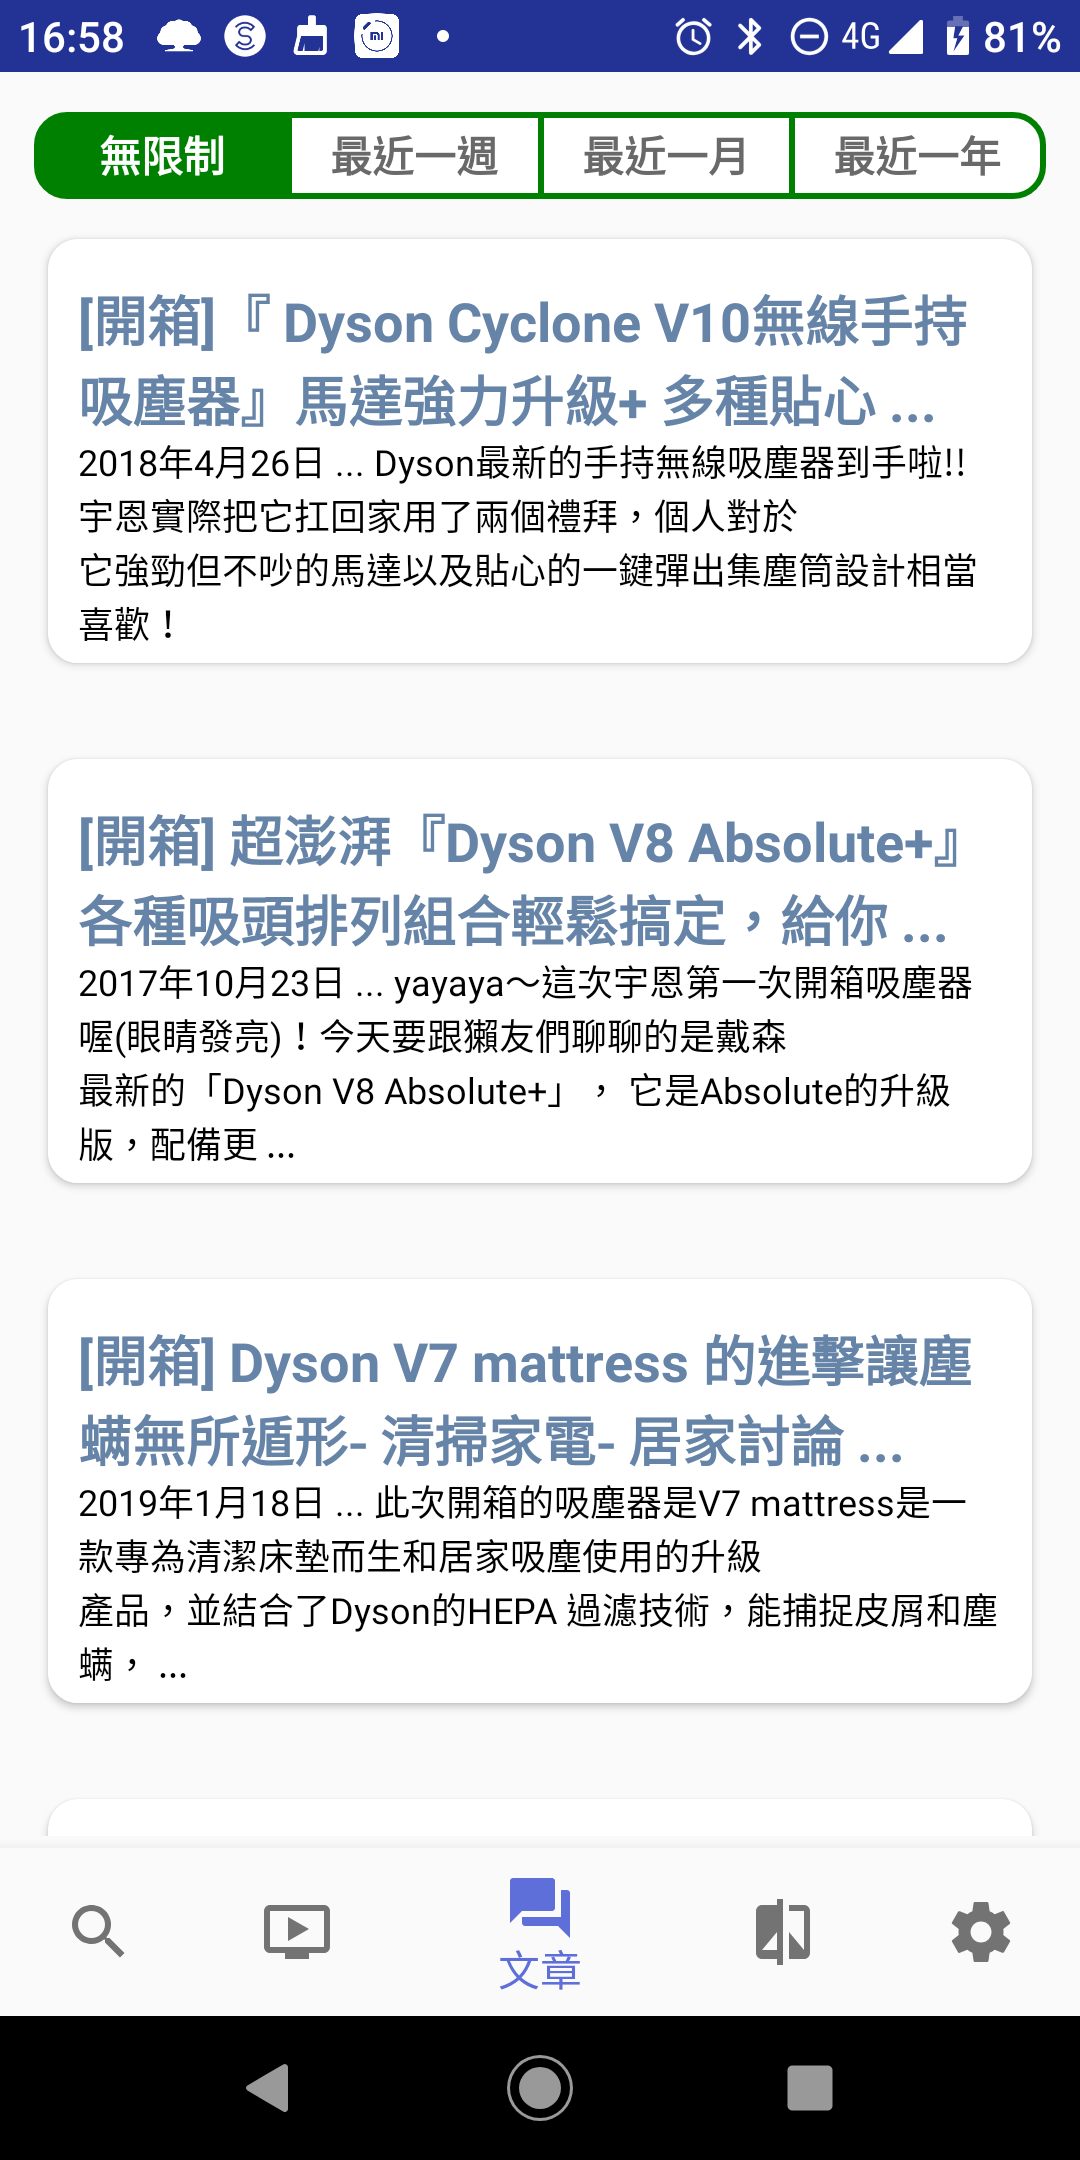 16:58
4G
81%
無限制
最近一週
最近一月
最近一年
[開箱]『 Dyson Cyclone V10無線手持
吸塵器』馬達強力升級+ 多種貼心 ...
2018年4月26日 ... Dyson最新的手持無線吸塵器到手啦!!
宇恩實際把它扛回家用了兩個禮拜，個人對於
它強勁但不吵的馬達以及貼心的一鍵彈出集塵筒設計相當
喜歡！
[開箱] 超澎湃『Dyson V8 Absolute+』
各種吸頭排列組合輕鬆搞定，給你 ...
2017年10月23日 ... yayaya～這次宇恩第一次開箱吸塵器
喔(眼睛發亮)！今天要跟獺友們聊聊的是戴森
最新的「Dyson V8 Absolute+」， 它是Absolute的升級
版，配備更 ...
[開箱] Dyson V7 mattress 的進擊讓塵
蟎無所遁形- 清掃家電- 居家討論 ...
2019年1月18日 ... 此次開箱的吸塵器是V7 mattress是一
款專為清潔床墊而生和居家吸塵使用的升級
產品，並結合了Dyson的HEPA 過濾技術，能捕捉皮屑和塵
蟎， ...
文章